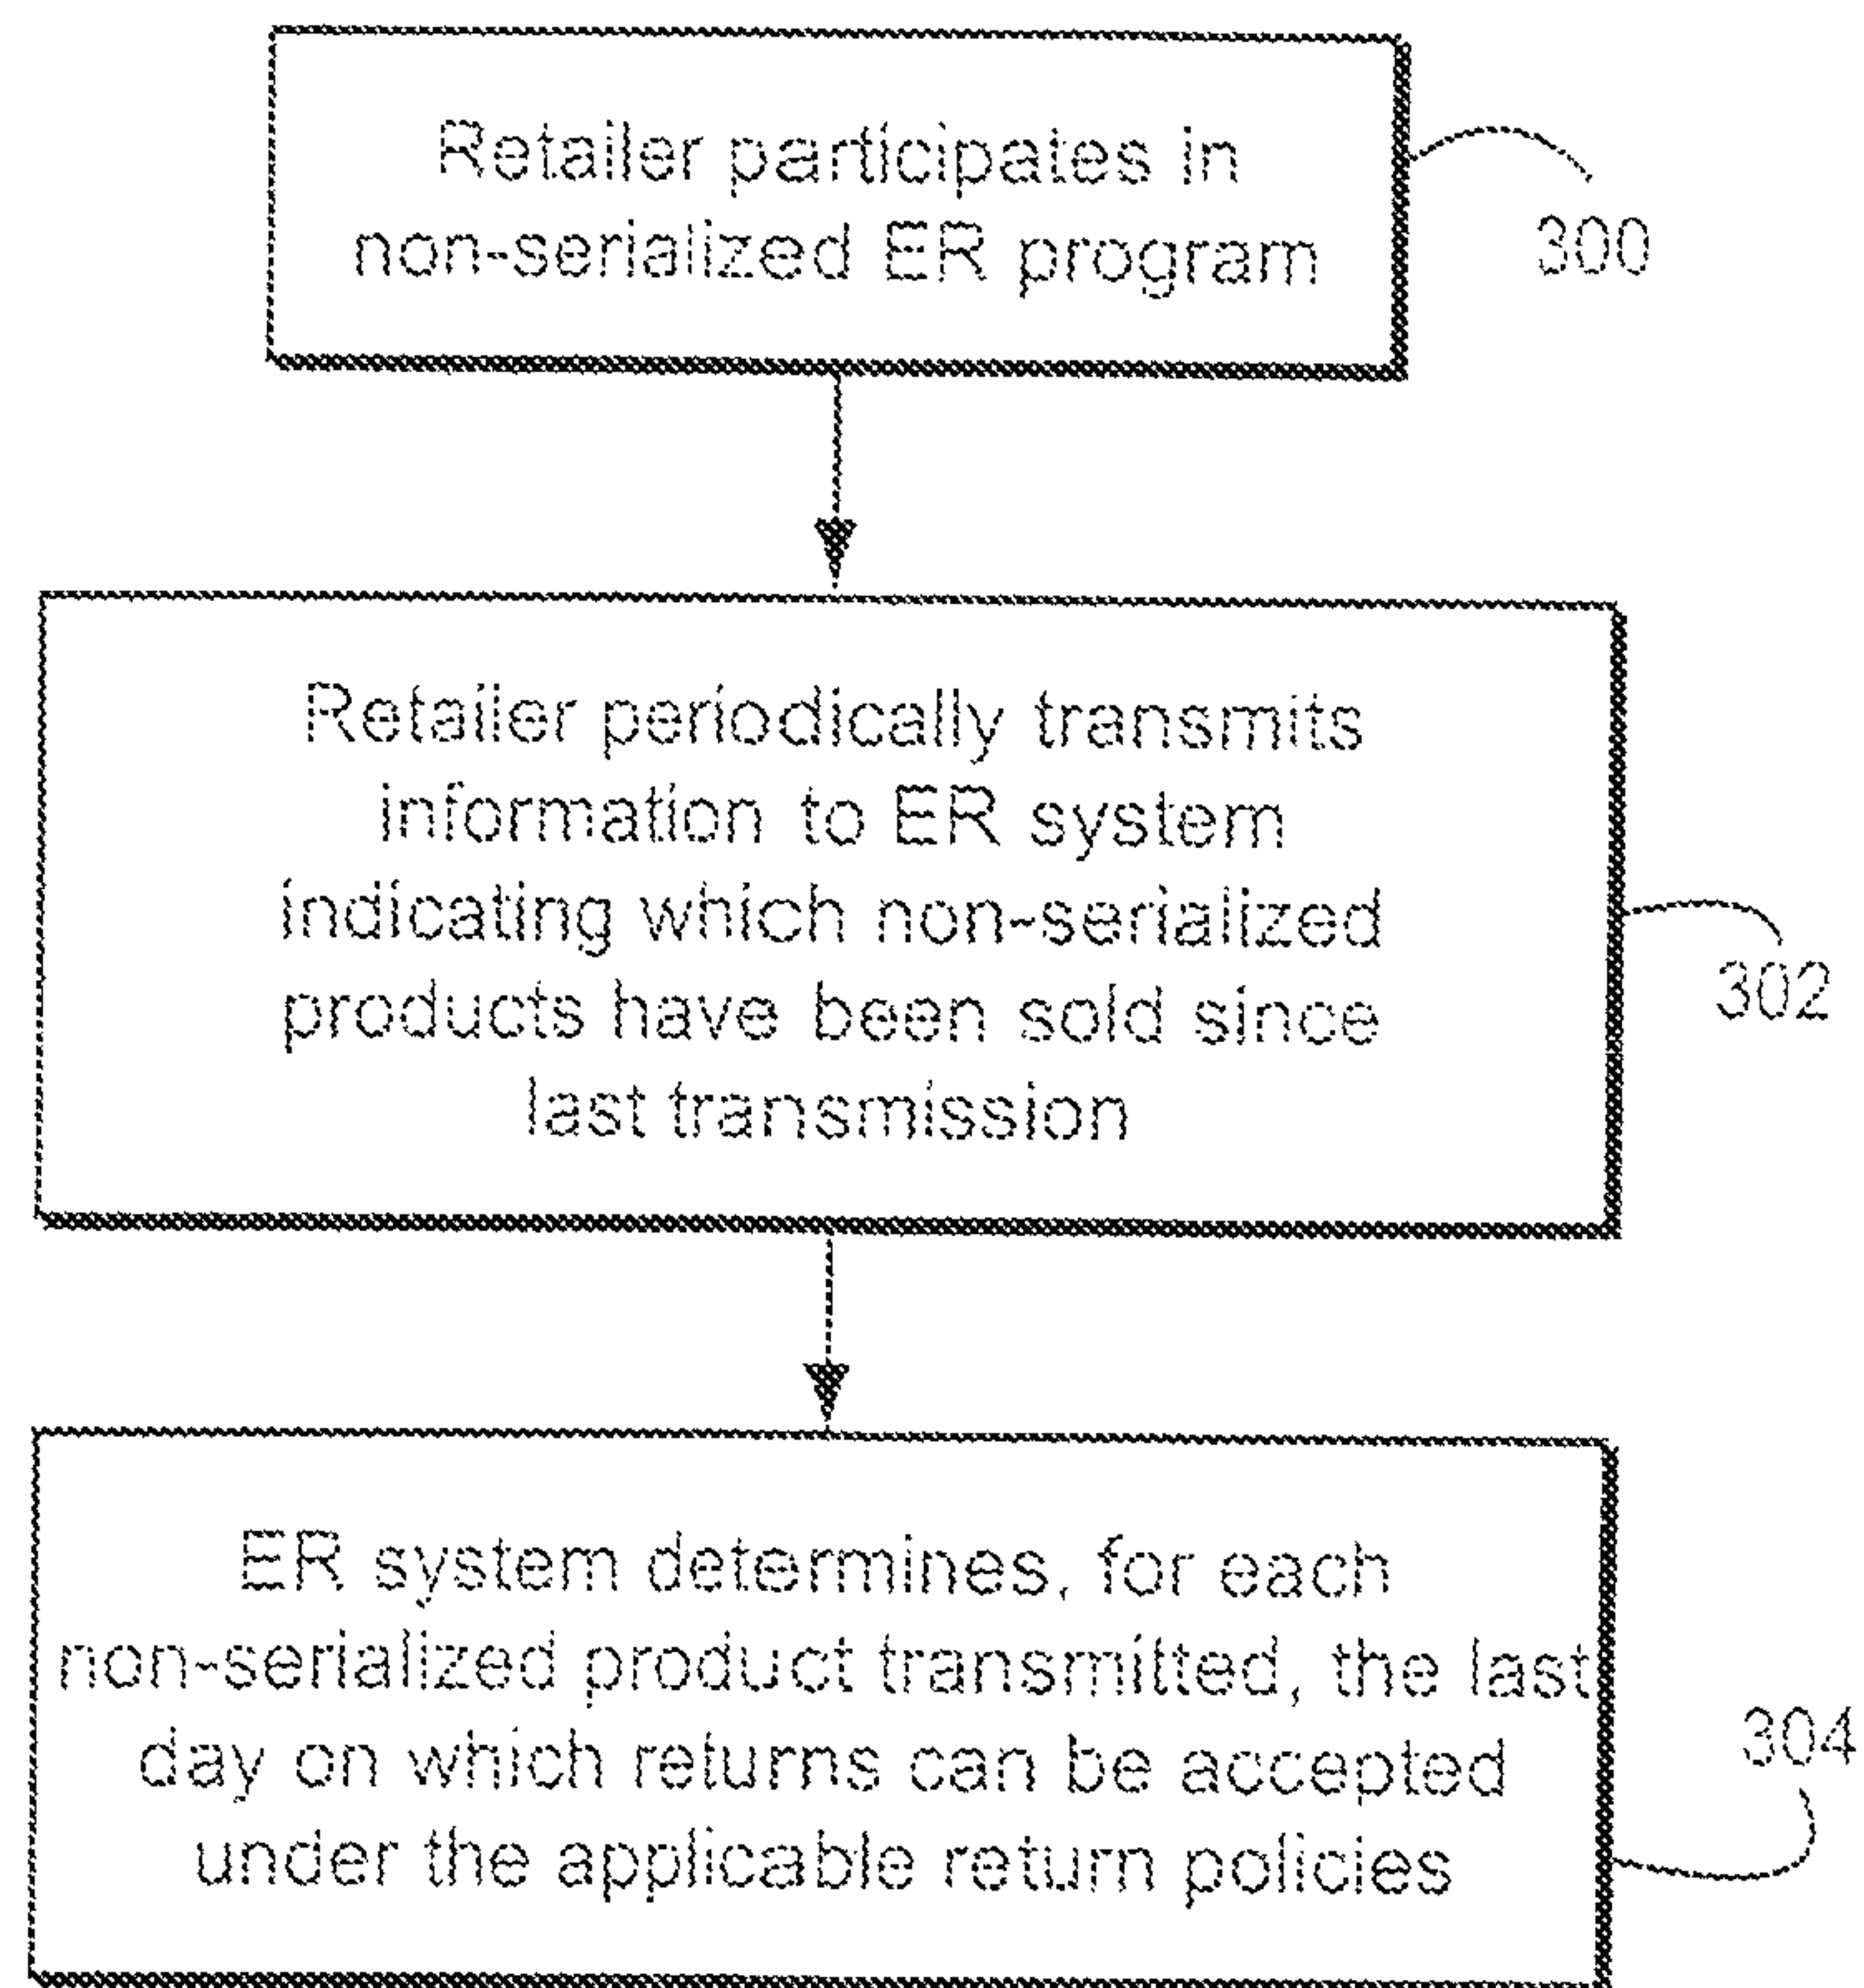 Retailer participates in
non-serialized ER program
300
Retailer periodically transmits
information to ER system
indicating which non-serialized
products have been sold since
last transmission
302
ER system determines, for each
non-serialized product transmitted, the last
day on which returns can be accepted
under the applicable return policies
304